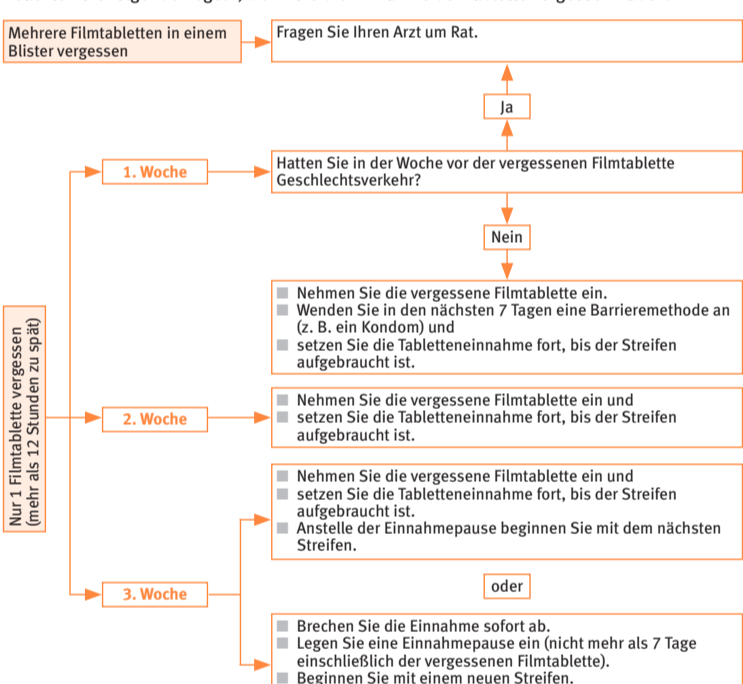 Mehrere Filmtabletten in einem
Blister vergessen
Fragen Sie Ihren Arzt um Rat.
Ja
1. Woche
Hatten Sie in der Woche vor der vergessenen Filmtablette
Geschlechtsverkehr?
Nein
Nehmen Sie die vergessene Filmtablette ein.
Wenden Sie in den nächsten 7 Tagen eine Barrieremethode an
(z. B. ein Kondom) und
setzen Sie die Tabletteneinnahme fort, bis der Streifen
aufgebraucht ist.
Nur 1 Filmtablette vergessen
(mehr als 12 Stunden zu spät)
2. Woche
Nehmen Sie die vergessene Filmtablette ein und
setzen Sie die Tabletteneinnahme fort, bis der Streifen
aufgebraucht ist.
Nehmen Sie die vergessene Filmtablette ein und
setzen Sie die Tabletteneinnahme fort, bis der Streifen
aufgebraucht ist.
Anstelle der Einnahmepause beginnen Sie mit dem nächsten
Streifen.
3. Woche
oder
Brechen Sie die Einnahme sofort ab.
Legen Sie eine Einnahmepause ein (nicht mehr als 7 Tage
einschließlich der vergessenen Filmtablette).
Beginnen Sie mit einem neuen Streifen.